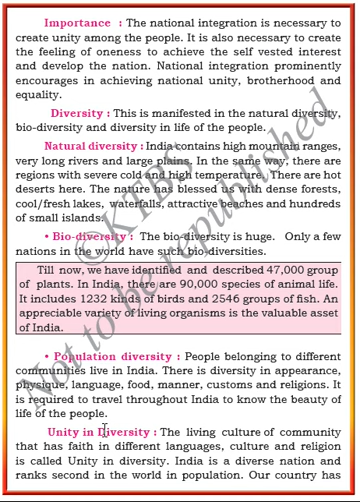 Importance : The national integration is necessary to
create unity among the people. It is also necessary to create
the feeling of oneness to achieve the self vested interest
and develop the nation. National integration prominently
encourages in achieving national unity, brotherhood and
equality.
Diversity : This is manifested in the natural diversity,
bio-diversity and diversity in life of the people.
Natural diversity : India contains high mountain ranges,
very long rivers and large plains. In the same way, there are
regions with severe cold and high temperature. There are hot
deserts here. The nature has blessed us with dense forests,
cool/fresh lakes, waterfalls, attractive beaches and hundreds
of small islands.
• Bio-diversity : The bio-diversity is huge. Only a few
nations in the world have such bio-diversities.
Till now, we have identified and described 47,000 group
of plants. In India, there are 90,000 species of animal life.
It includes 1232 kinds of birds and 2546 groups of fish. An
appreciable variety of living organisms is the valuable asset
of India.
• Population diversity : People belonging to different
communities live in India. There is diversity in appearance,
physique, language, food, manner, customs and religions. It
is required to travel throughout India to know the beauty of
life of the people.
Unity in Diversity : The living culture of community
that has faith in different languages, culture and religion
is called Unity in diversity. India is a diverse nation and
ranks second in the world in population. Our country has
©KTBS
Not to be republished